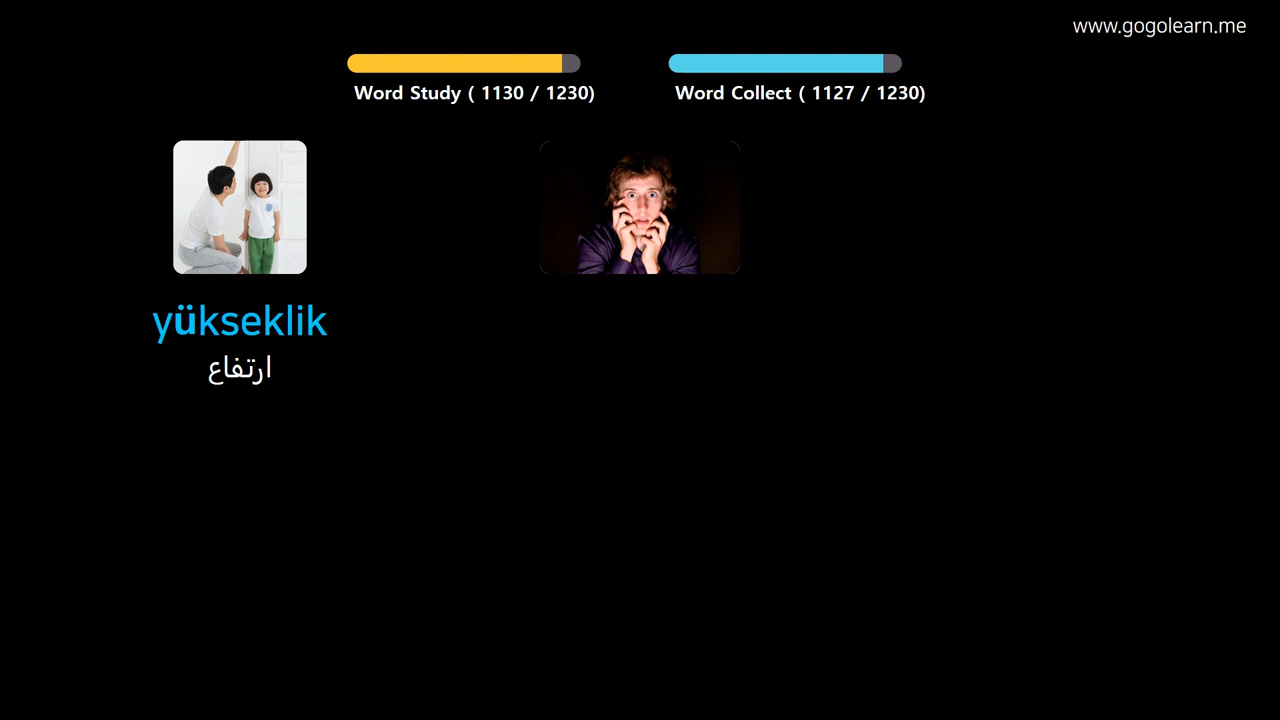 www.gogolearn.me
Word Study ( 1130 / 1230)
Word Collect ( 1127 / 1230)
yükseklik
ارتفاع